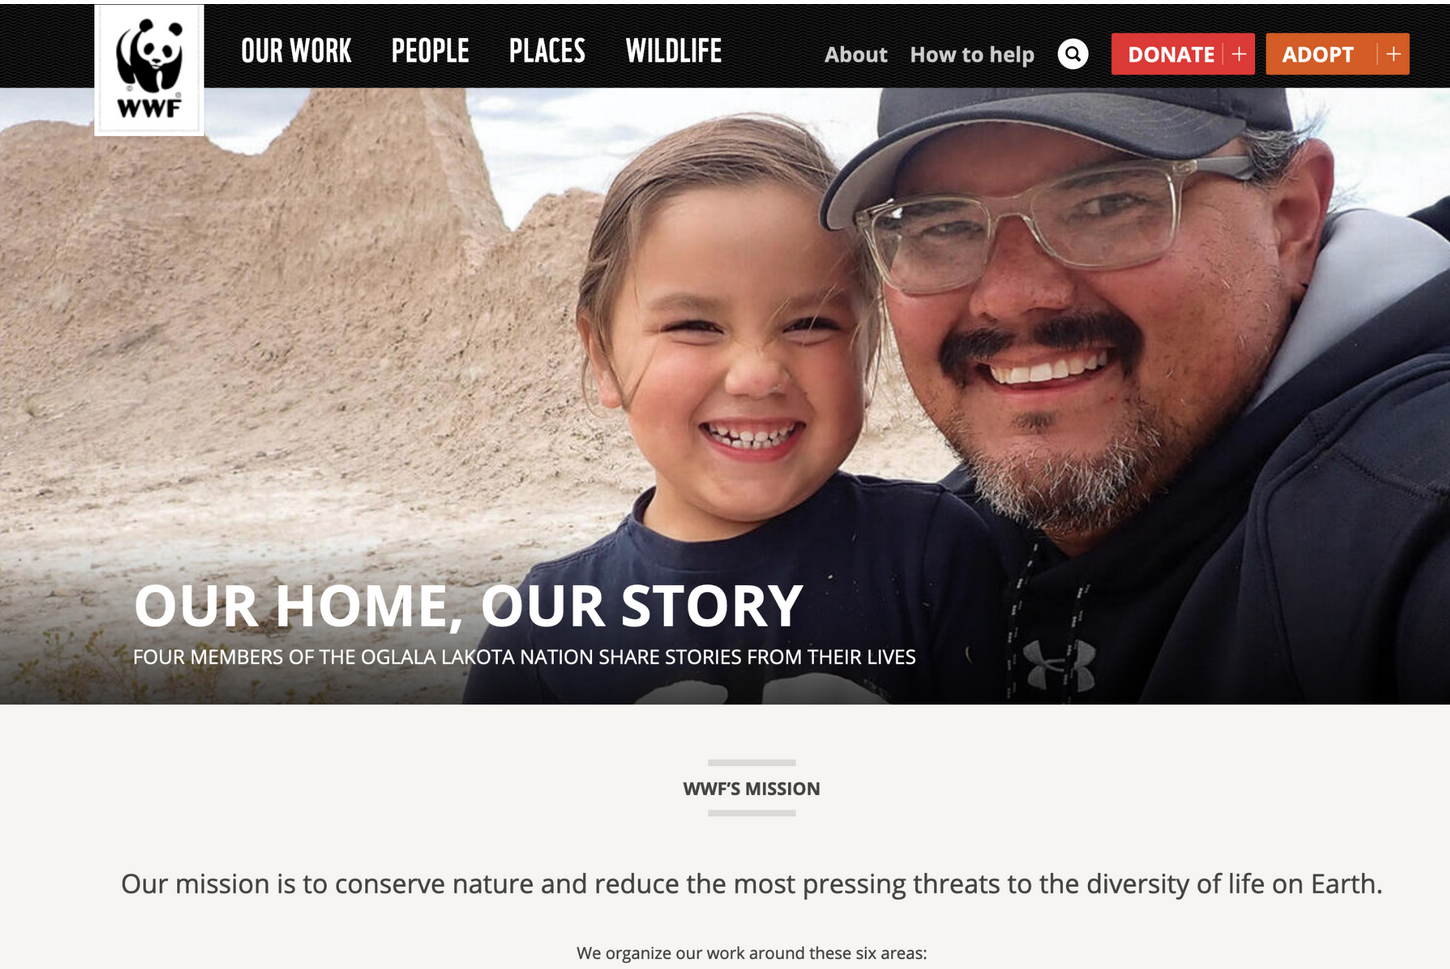 WWF
OUR WORK
PEOPLE
PLACES
WILDLIFE
About
How to help
DONATE +
ADOPT +
OUR HOME, OUR STORY
FOUR MEMBERS OF THE OGLALA LAKOTA NATION SHARE STORIES FROM THEIR LIVES
WWF'S MISSION
Our mission is to conserve nature and reduce the most pressing threats to the diversity of life on Earth.
We organize our work around these six areas: